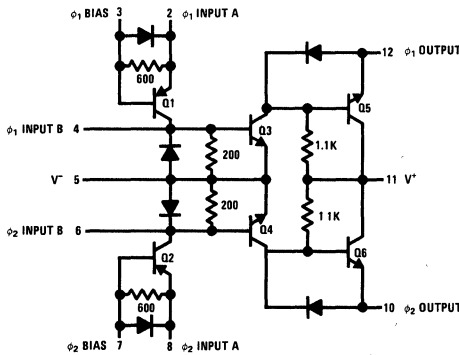 ϕ1 BIAS 3 2 ϕ1 INPUT A
600
Q1
12 ϕ1 OUTPUT
ϕ1 INPUT B 4
Q3
Q5
200
1.1K
V- 5
11 V+
200
1 1K
ϕ2 INPUT B 6
Q4
Q2
Q6
600
10 ϕ2 OUTPUT
ϕ2 BIAS 7 8 ϕ2 INPUT A